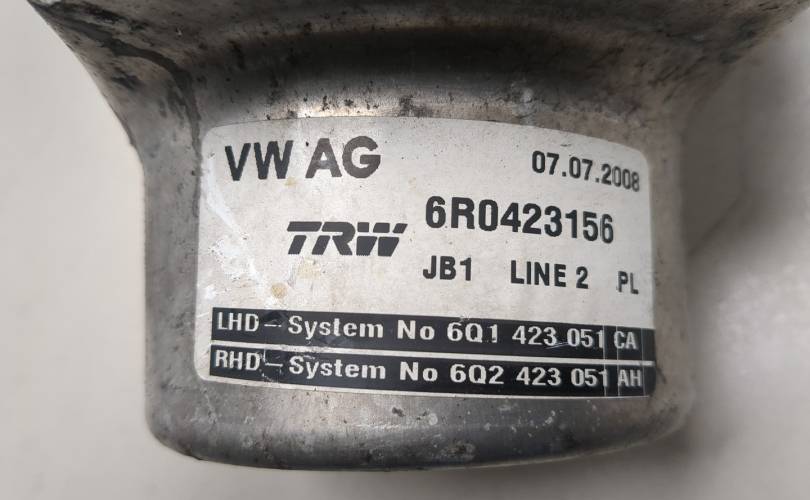 VW AG 07.07.2008
TRW 6R0423156
JB1 LINE 2 PL
LHD - System No 6Q1 423 051 CA
RHD - System No 6Q2 423 051 AH